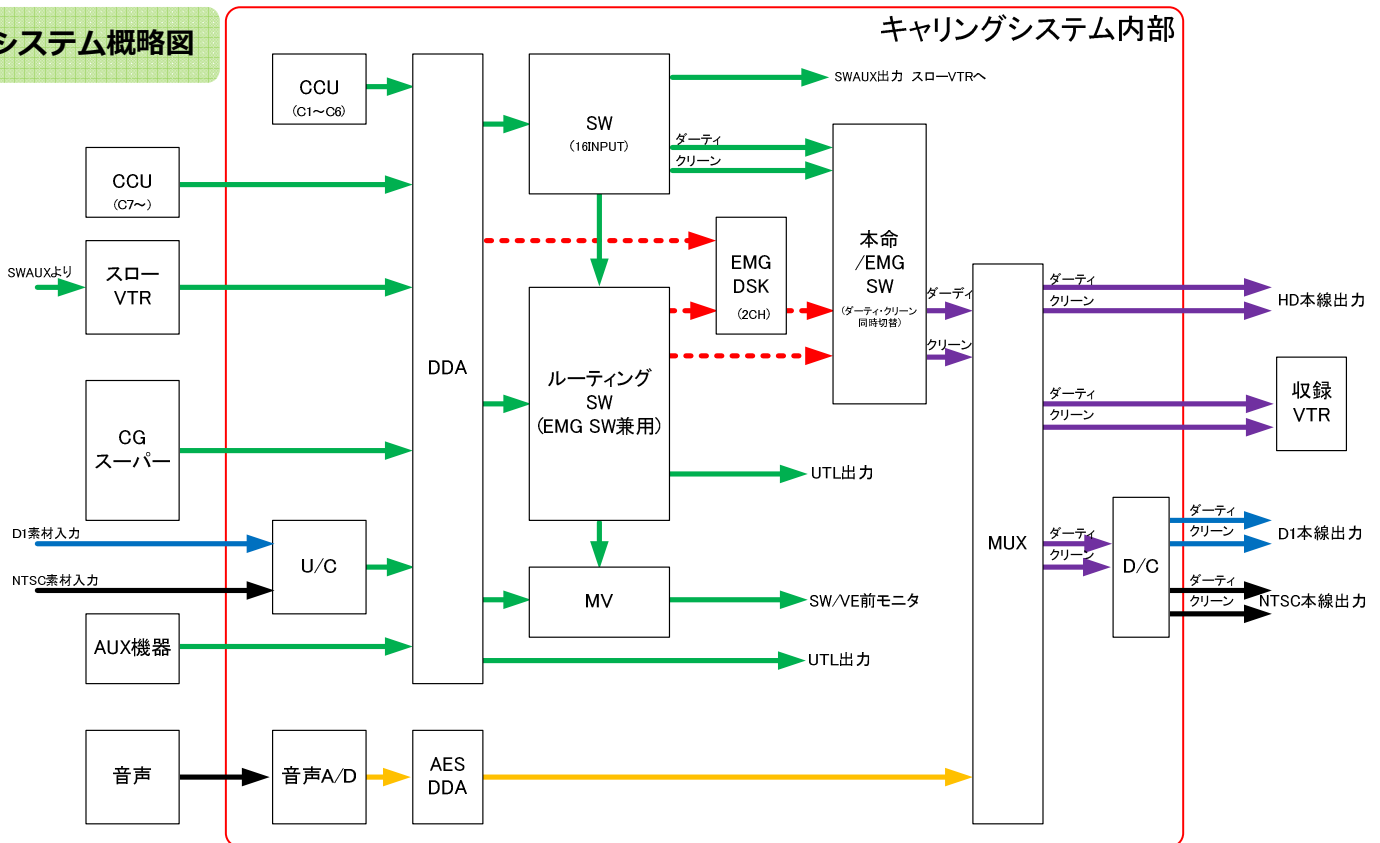 システム概略図
キャリングシステム内部
CCU
(C1～C6)
CCU
(C7～)
SWAUXより
スロー
VTR
CG
スーパー
D1素材入力
NTSC素材入力
U/C
AUX機器
音声
音声A/D
AES
DDA
DDA
SW
(16INPUT)
SWAUX出力 スローVTRへ
ダーティ
クリーン
EMG
DSK
(2CH)
本命
/EMG
SW
(ダーティ・クリーン
同時切替)
ルーティング
SW
(EMG SW兼用)
UTL出力
MV
SW/VE前モニタ
UTL出力
ダーディ
クリーン
MUX
ダーティ
クリーン
HD本線出力
ダーティ
クリーン
収録
VTR
ダーティ
クリーン
D/C
ダーティ
クリーン
D1本線出力
ダーティ
クリーン
NTSC本線出力